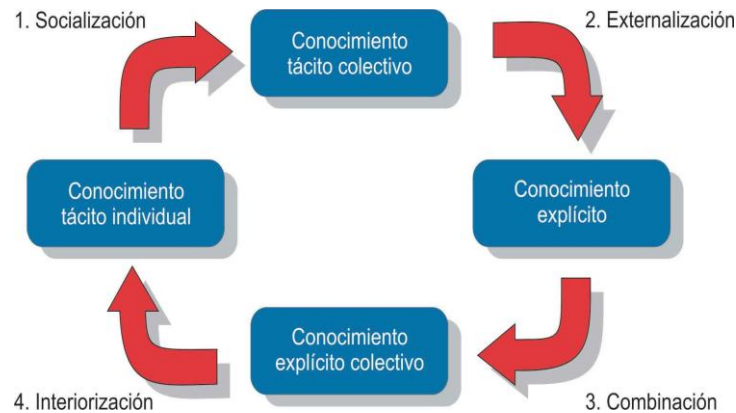 1. Socialización
Conocimiento
tácito colectivo
2. Externalización
Conocimiento
tácito individual
Conocimiento
explícito
Conocimiento
explícito colectivo
4. Interiorización
3. Combinación